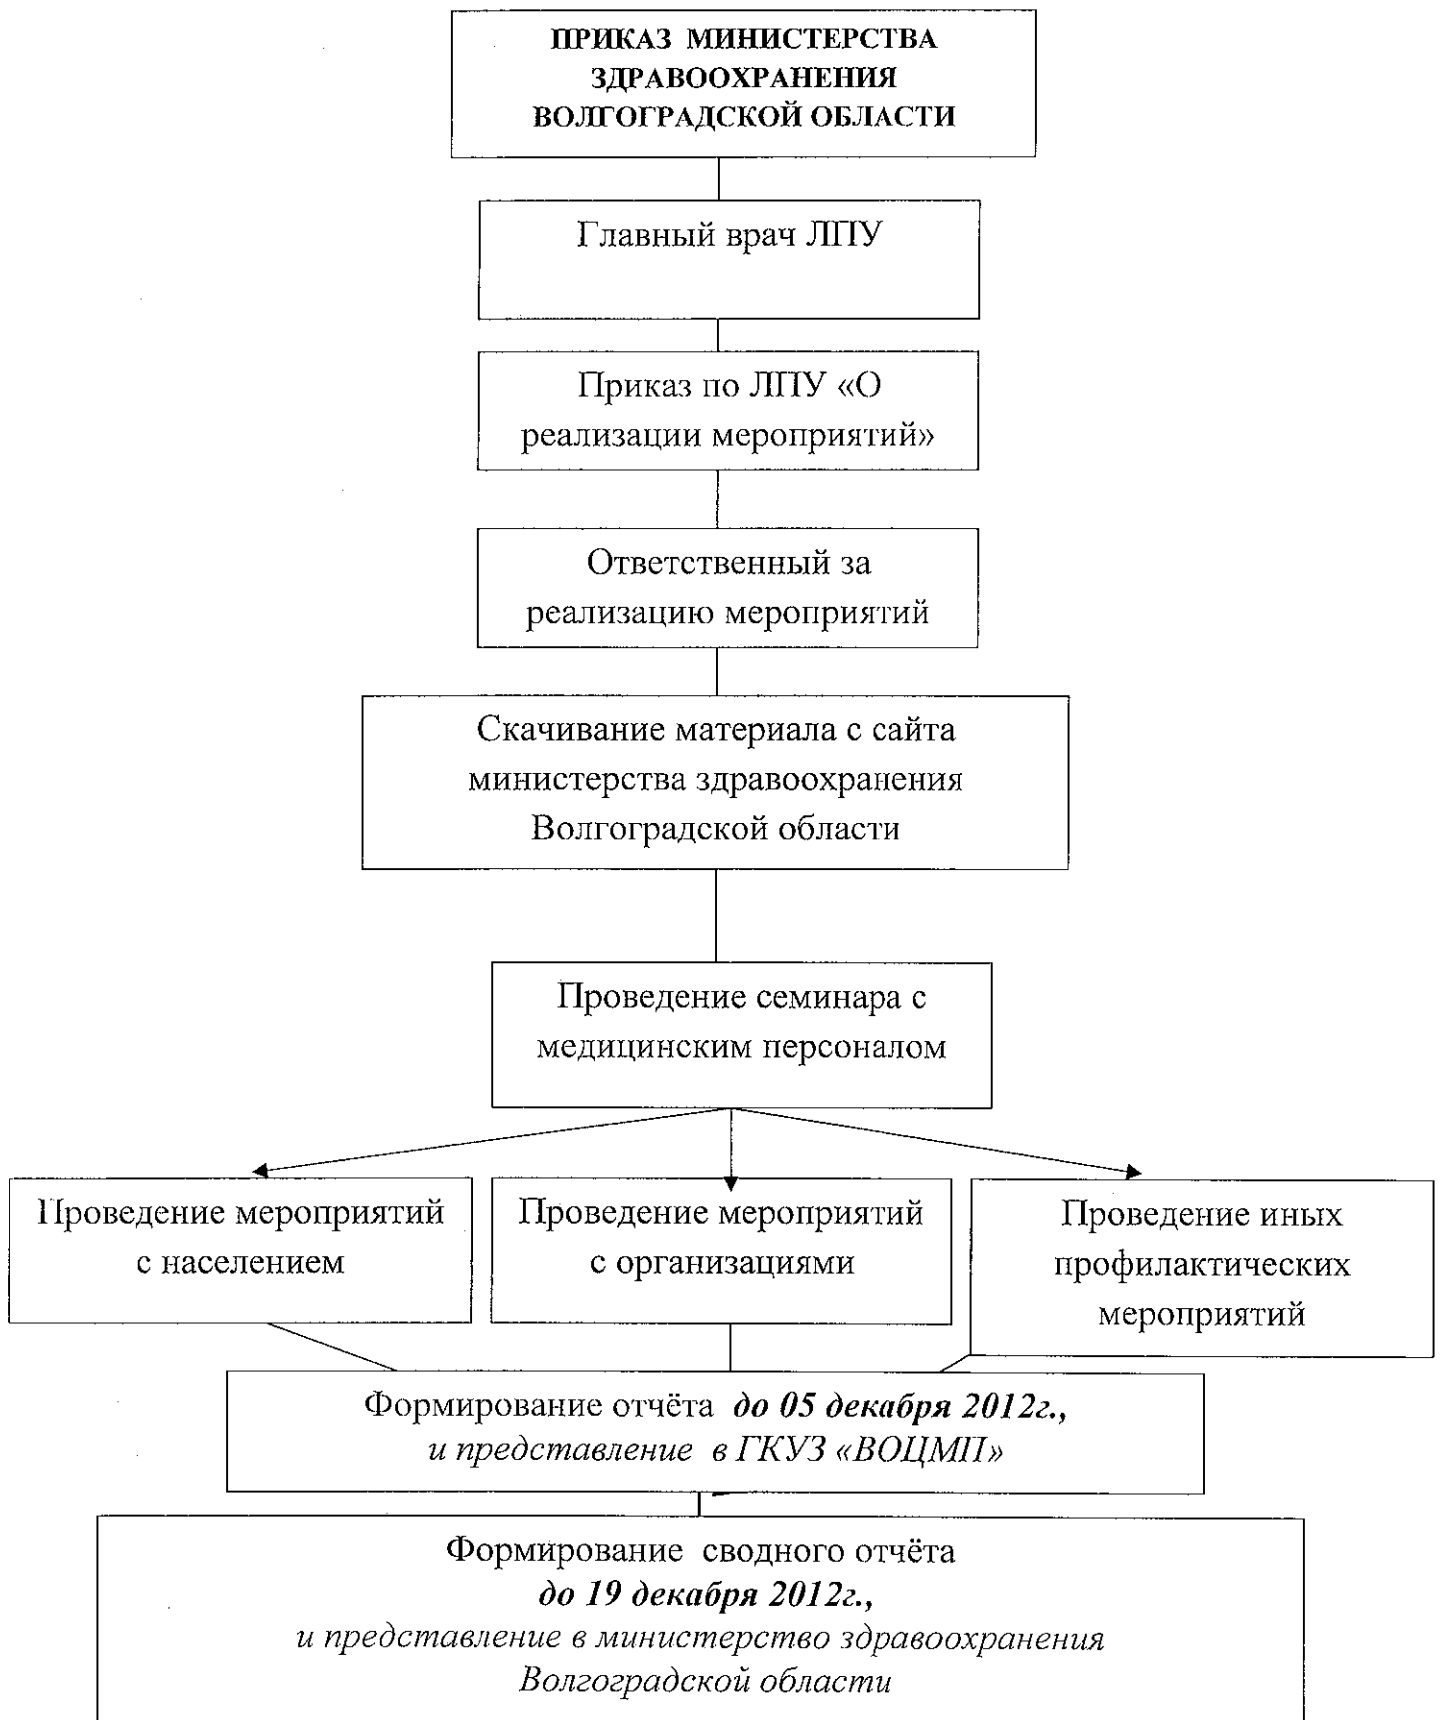 ПРИКАЗ МИНИСТЕРСТВА
ЗДРАВООХРАНЕНИЯ
ВОЛГОГРАДСКОЙ ОБЛАСТИ
Главный врач ЛПУ
Приказ по ЛПУ «О
реализации мероприятий»
Ответственный за
реализацию мероприятий
Скачивание материала с сайта
министерства здравоохранения
Волгоградской области
Проведение семинара с
медицинским персоналом
Проведение мероприятий
с населением
Проведение мероприятий
с организациями
Проведение иных
профилактических
мероприятий
Формирование отчёта до 05 декабря 2012г.,
и представление в ГКУЗ «ВОЦМП»
Формирование сводного отчёта
до 19 декабря 2012г.,
и представление в министерство здравоохранения
Волгоградской области